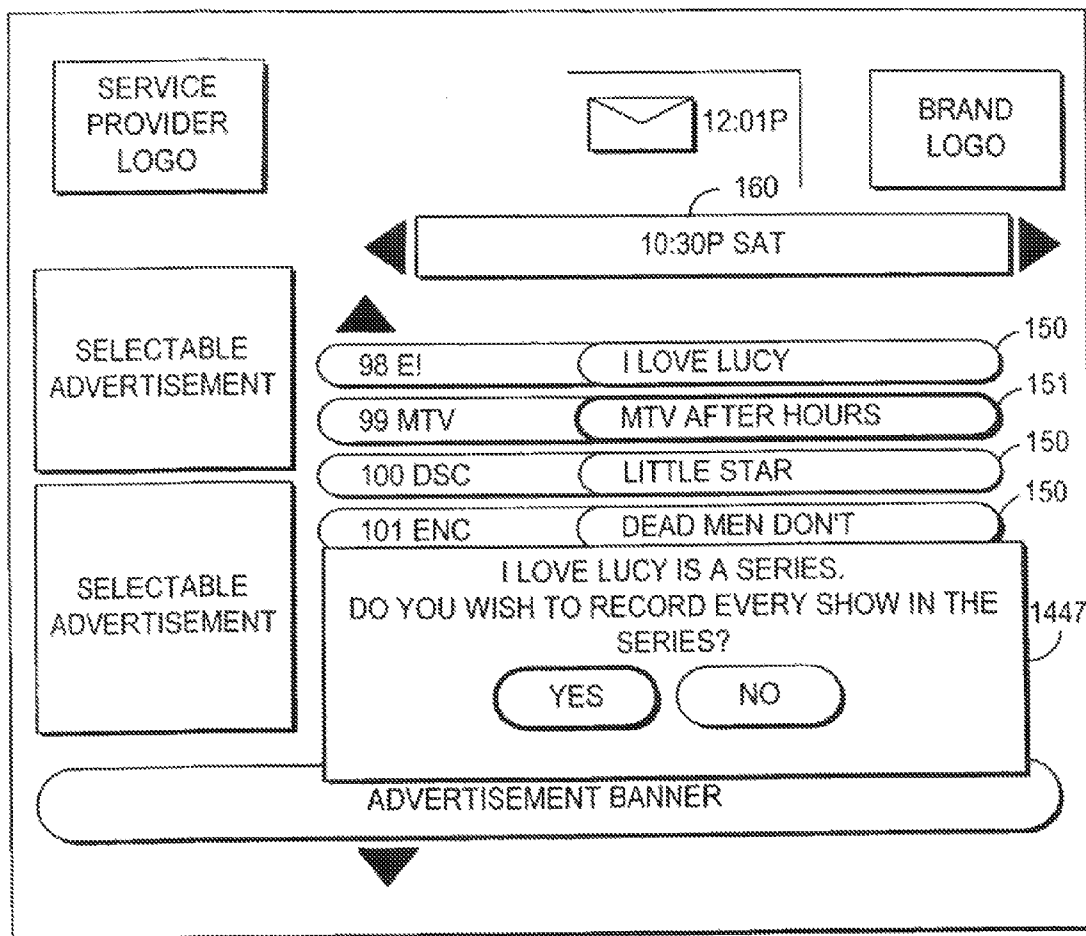 SERVICE
PROVIDER
LOGO
12:01P
BRAND
LOGO
160
10:30P SAT
SELECTABLE
ADVERTISEMENT
150
98 EI I LOVE LUCY
151
99 MTV MTV AFTER HOURS
150
100 DSC LITTLE STAR
150
101 ENC DEAD MEN DON'T
SELECTABLE
ADVERTISEMENT
I LOVE LUCY IS A SERIES.
DO YOU WISH TO RECORD EVERY SHOW IN THE
SERIES?
1447
YES NO
ADVERTISEMENT BANNER